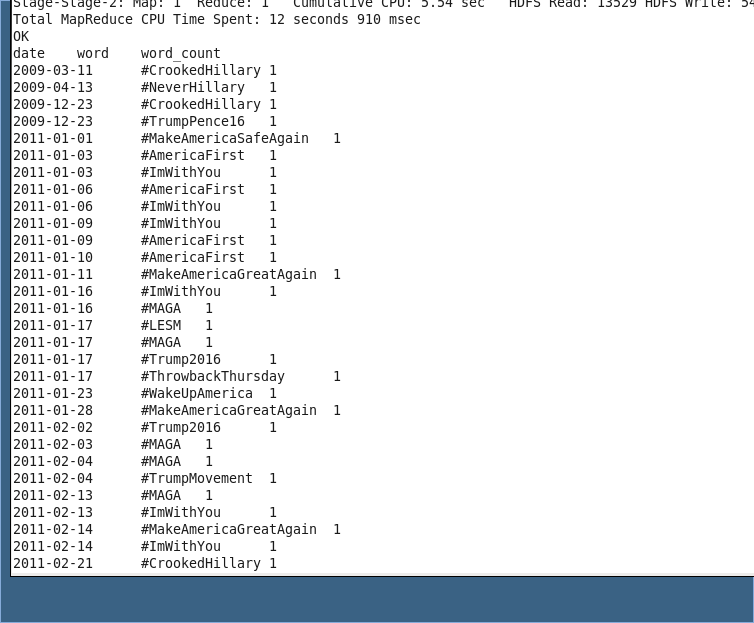 Stage-Stage-2: Map: 1  Reduce: 1   Cumulative CPU: 5.54 sec   HDFS Read: 13529 HDFS Write: 54
Total MapReduce CPU Time Spent: 12 seconds 910 msec
OK
date    word    word_count
2009-03-11      #CrookedHillary 1
2009-04-13      #NeverHillary   1
2009-12-23      #CrookedHillary 1
2009-12-23      #TrumpPence16   1
2011-01-01      #MakeAmericaSafeAgain   1
2011-01-03      #AmericaFirst   1
2011-01-03      #ImWithYou      1
2011-01-06      #AmericaFirst   1
2011-01-06      #ImWithYou      1
2011-01-09      #ImWithYou      1
2011-01-09      #AmericaFirst   1
2011-01-10      #AmericaFirst   1
2011-01-11      #MakeAmericaGreatAgain  1
2011-01-16      #ImWithYou      1
2011-01-16      #MAGA   1
2011-01-17      #LESM   1
2011-01-17      #MAGA   1
2011-01-17      #Trump2016      1
2011-01-17      #ThrowbackThursday      1
2011-01-23      #WakeUpAmerica  1
2011-01-28      #MakeAmericaGreatAgain  1
2011-02-02      #Trump2016      1
2011-02-03      #MAGA   1
2011-02-04      #MAGA   1
2011-02-04      #TrumpMovement  1
2011-02-13      #MAGA   1
2011-02-13      #ImWithYou      1
2011-02-14      #MakeAmericaGreatAgain  1
2011-02-14      #ImWithYou      1
2011-02-21      #CrookedHillary 1